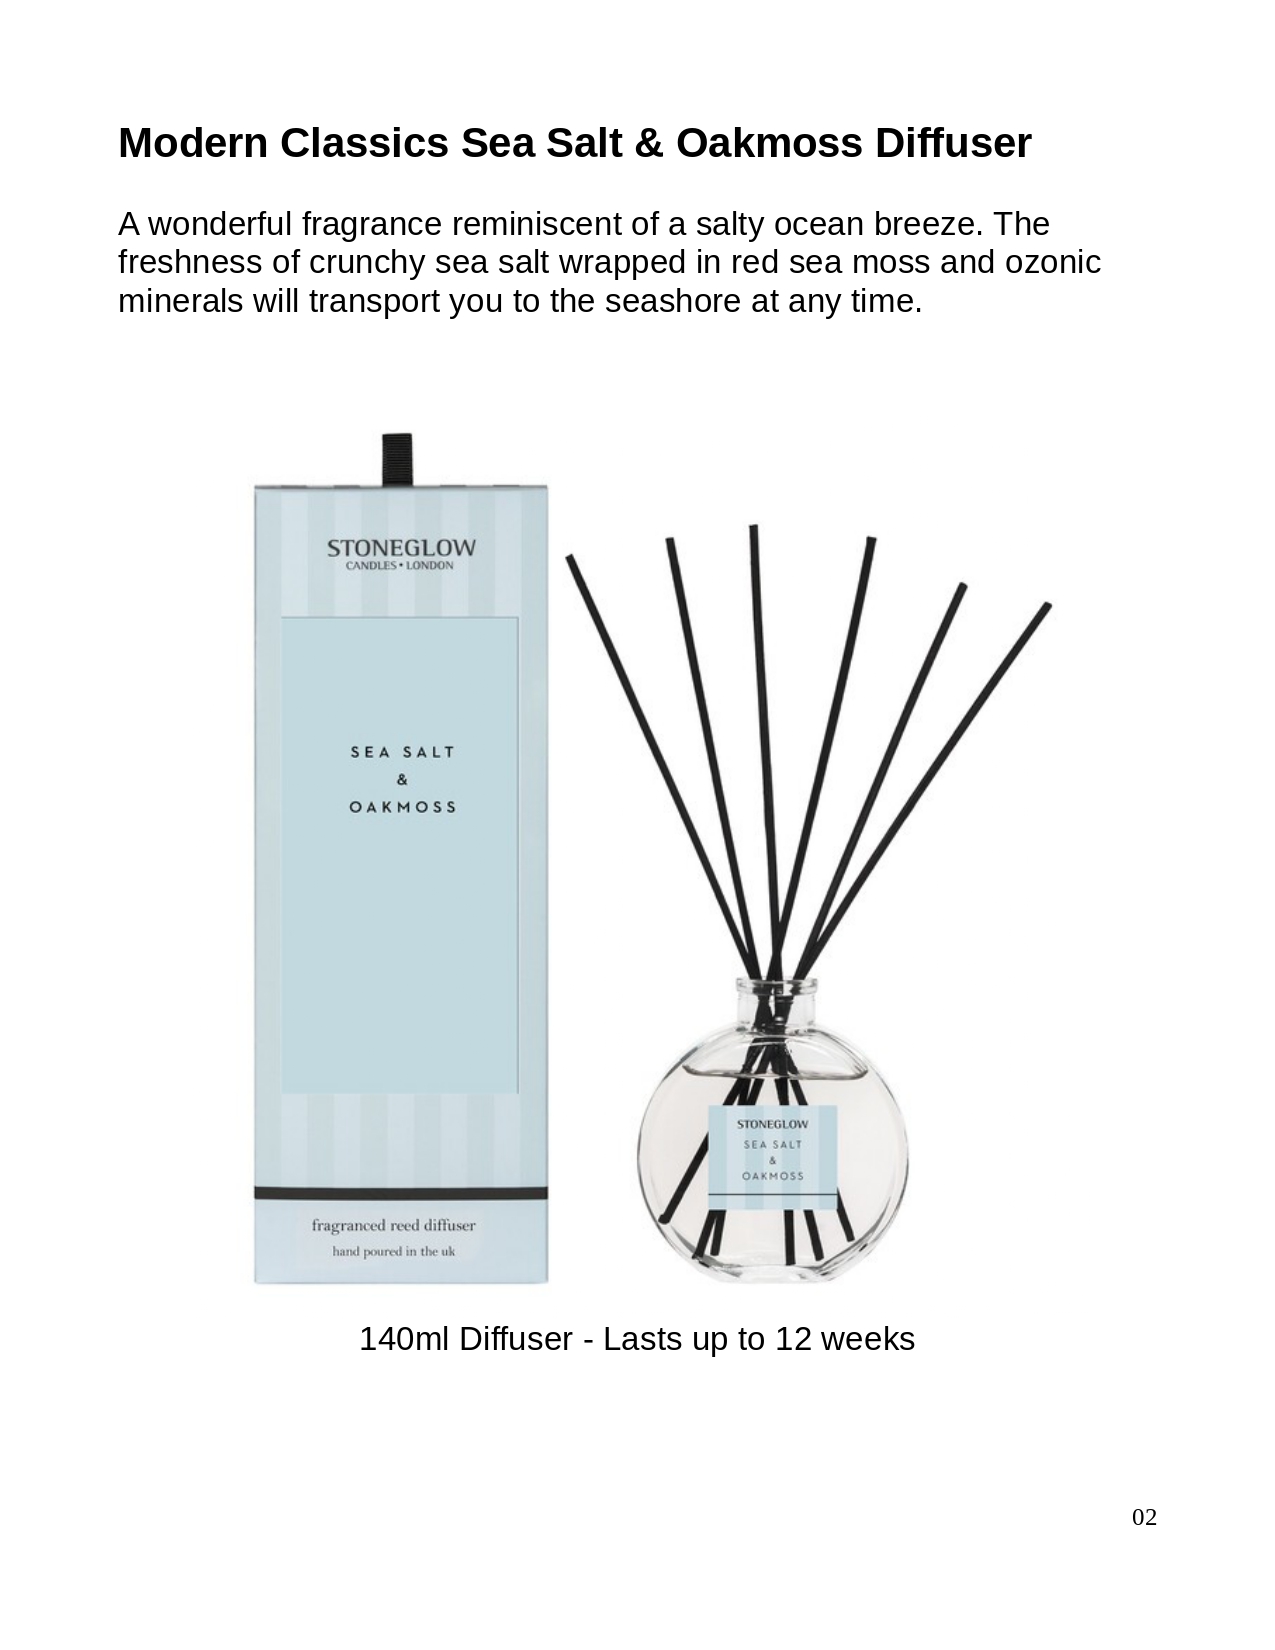 Modern Classics Sea Salt & Oakmoss Diffuser
A wonderful fragrance reminiscent of a salty ocean breeze. The
freshness of crunchy sea salt wrapped in red sea moss and ozonic
minerals will transport you to the seashore at any time.
STONEGLOW
CANDLES • LONDON
SEA SALT
&
OAKMOSS
fragranced reed diffuser
hand poured in the uk
STONEGLOW
SEA SALT
&
OAKMOSS
140ml Diffuser - Lasts up to 12 weeks
02